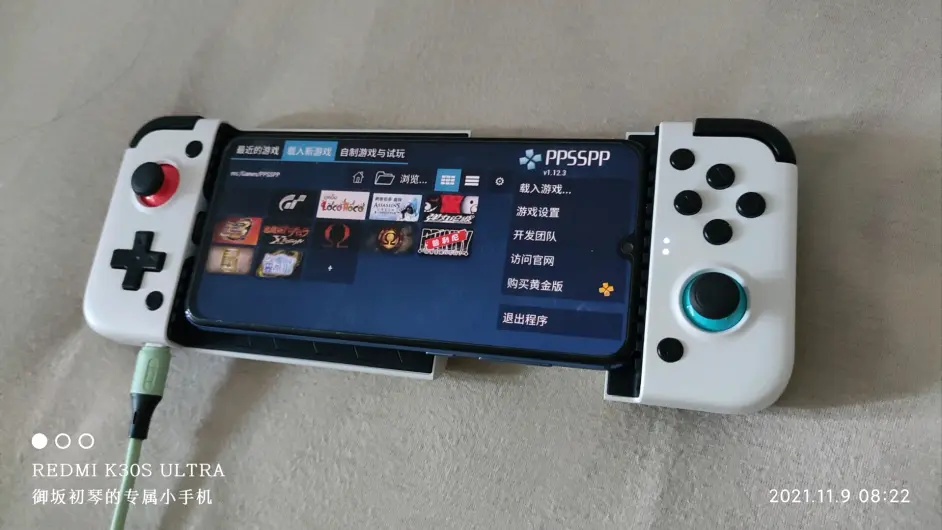 最近的游戏 载入新游戏 自制游戏与试玩
PPSSPP
v1.12.3
浏览...
载入游戏...
游戏设置
开发团队
访问官网
购买黄金版
退出程序
LocoRoco
REDMI K30S ULTRA
御坂初琴的专属小手机
2021.11.9 08:22